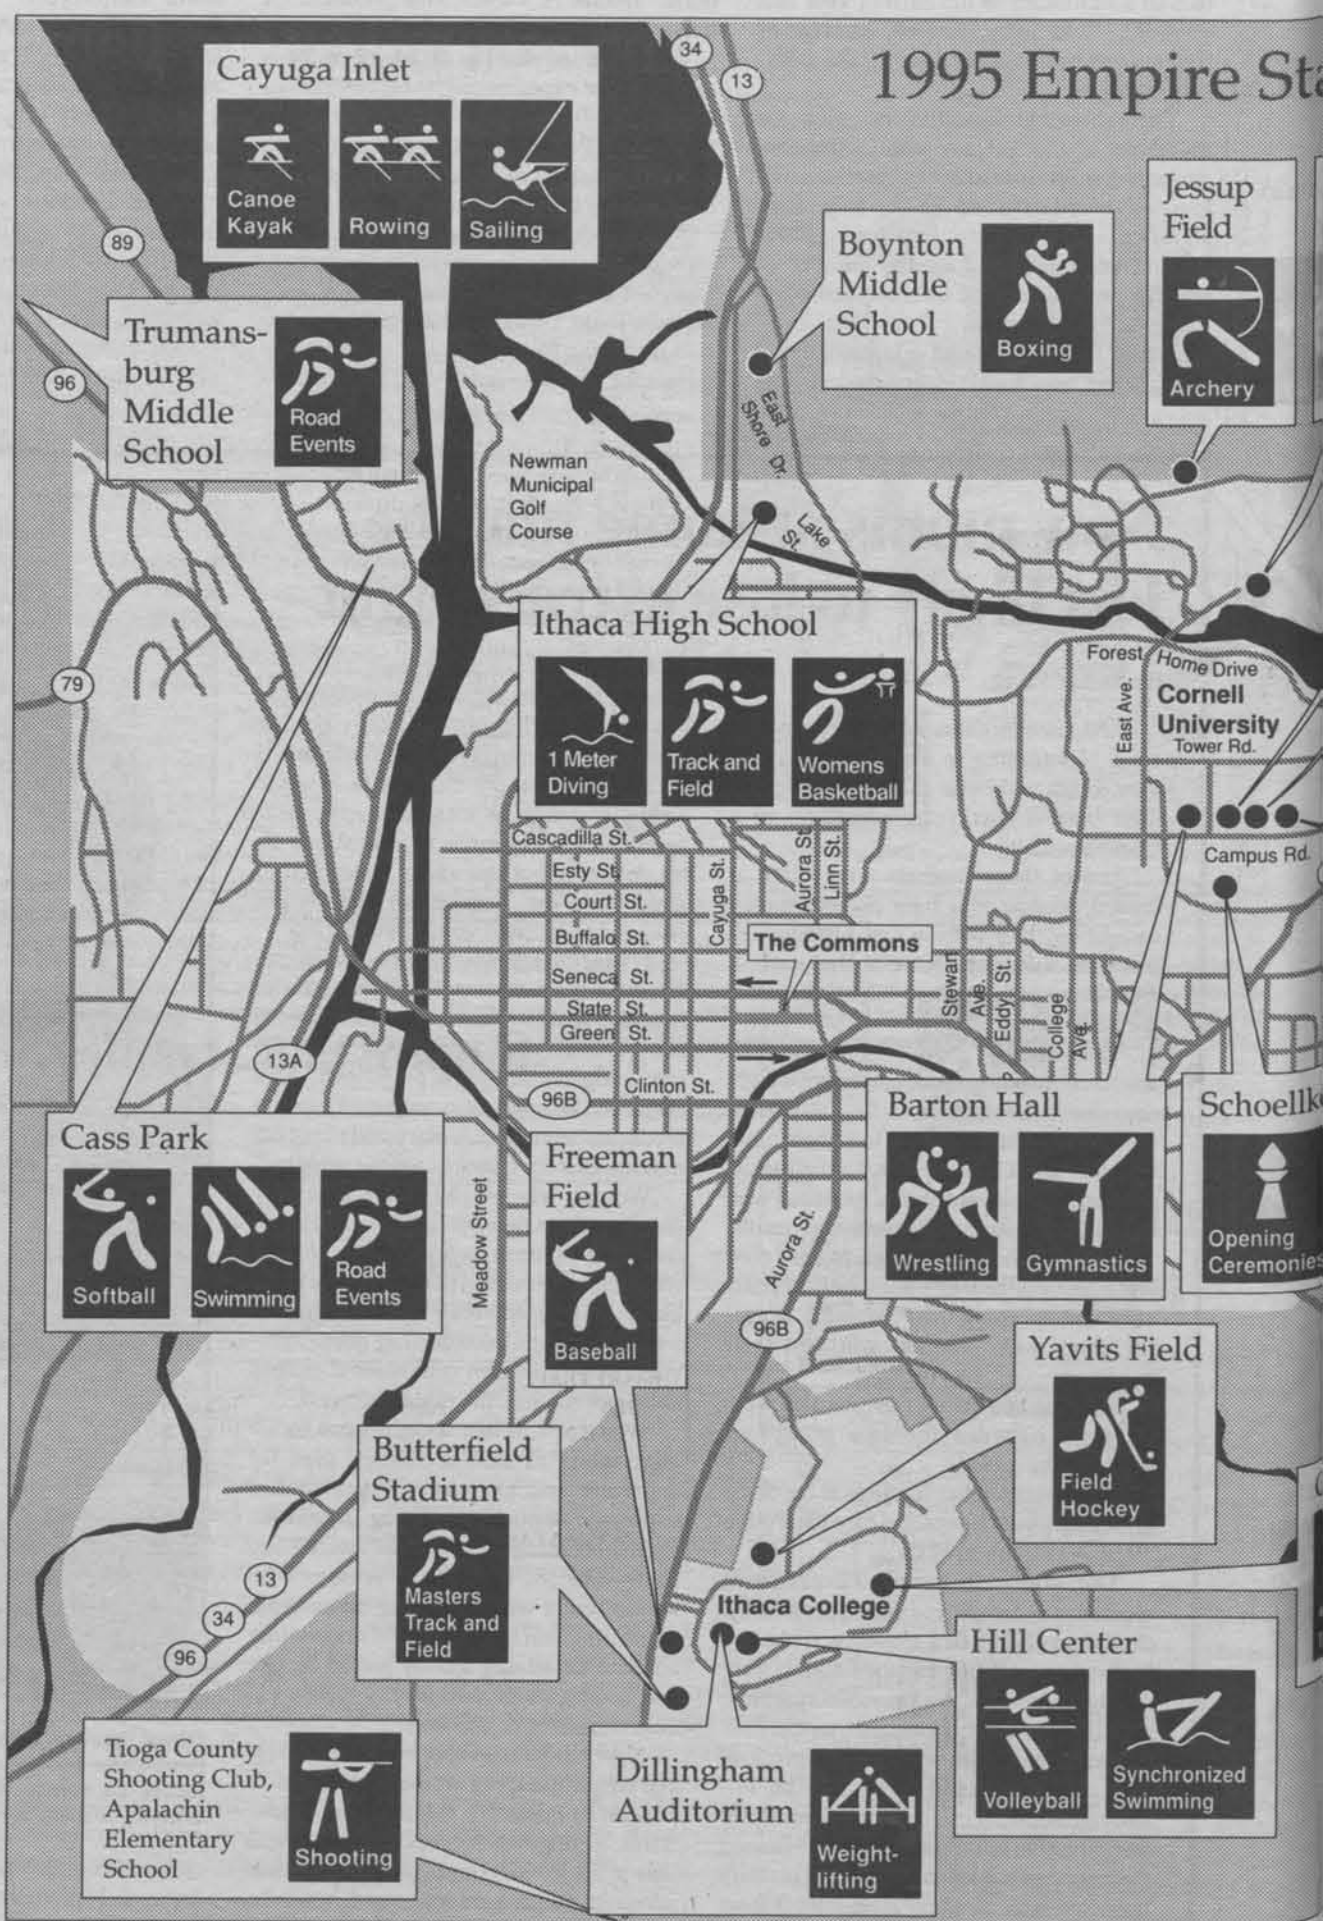 1995 Empire Sta
34
13
Cayuga Inlet
Canoe
Kayak
Rowing
Sailing
Jessup
Field
Archery
Boynton
Middle
School
Boxing
89
Trumans-
burg
Middle
School
Road
Events
96
East
Shore Dr.
Newman
Municipal
Golf
Course
Lake
St.
Ithaca High School
1 Meter
Diving
Track and
Field
Womens
Basketball
79
Forest Home Drive
East Ave.
Cornell
University
Tower Rd.
Campus Rd.
Cascadilla St.
Esty St.
Court St.
Buffalo St.
Seneca St.
State St.
Green St.
Clinton St.
Cayuga St.
Aurora St.
Linn St.
The Commons
Stewart
Ave.
Eddy St.
College
Ave.
13A
96B
Cass Park
Softball
Swimming
Road
Events
Meadow Street
Freeman
Field
Baseball
Aurora St.
96B
Barton Hall
Wrestling
Gymnastics
Schoellk
Opening
Ceremonies
Yavits Field
Field
Hockey
Butterfield
Stadium
Masters
Track and
Field
13
34
96
Ithaca College
Hill Center
Volleyball
Synchronized
Swimming
Tioga County
Shooting Club,
Apalachin
Elementary
School
Shooting
Dillingham
Auditorium
Weight-
lifting